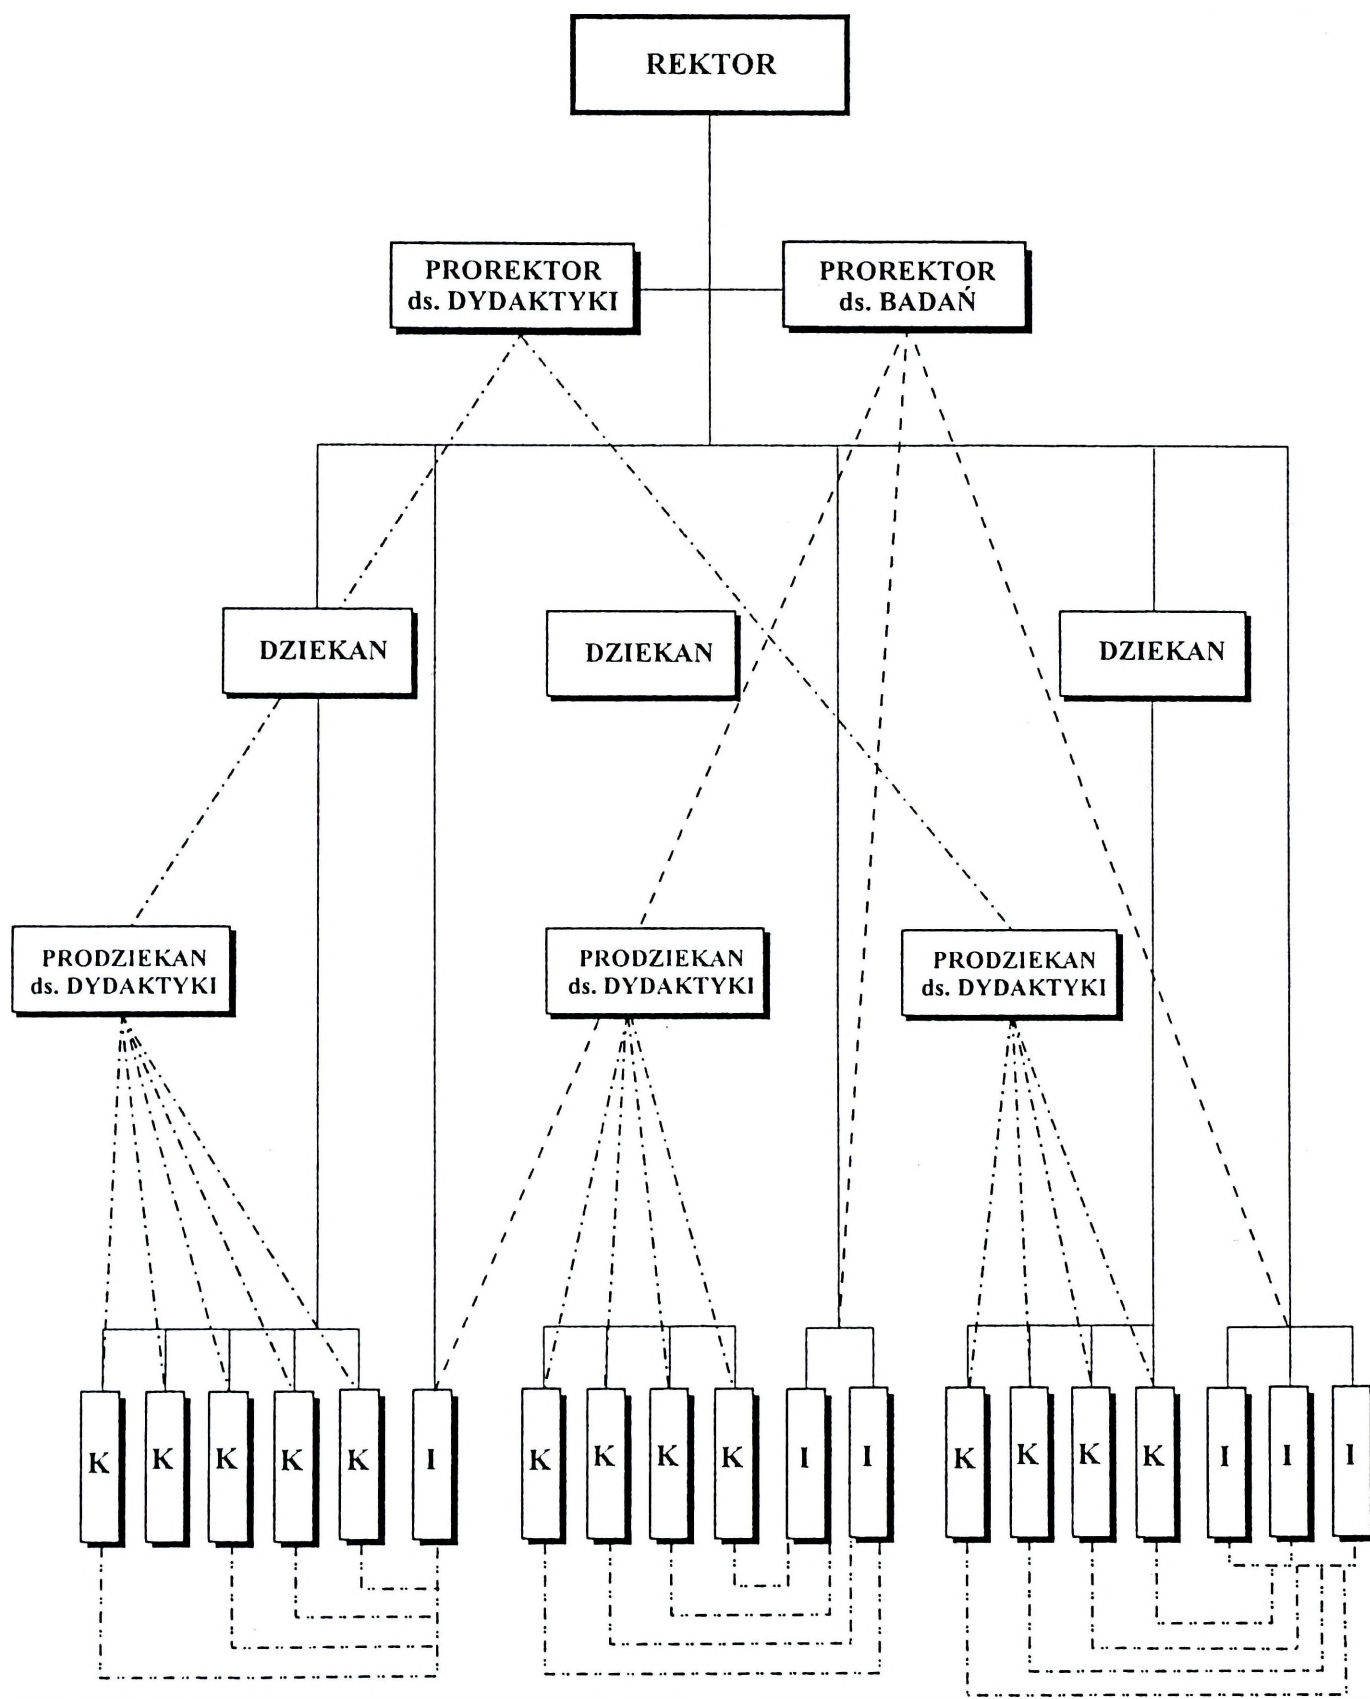 REKTOR
PROREKTOR
ds. DYDAKTYKI
PROREKTOR
ds. BADAŃ
DZIEKAN
DZIEKAN
DZIEKAN
PRODZIEKAN
ds. DYDAKTYKI
PRODZIEKAN
ds. DYDAKTYKI
PRODZIEKAN
ds. DYDAKTYKI
K K K K K I K K K K I I K K K K I I I